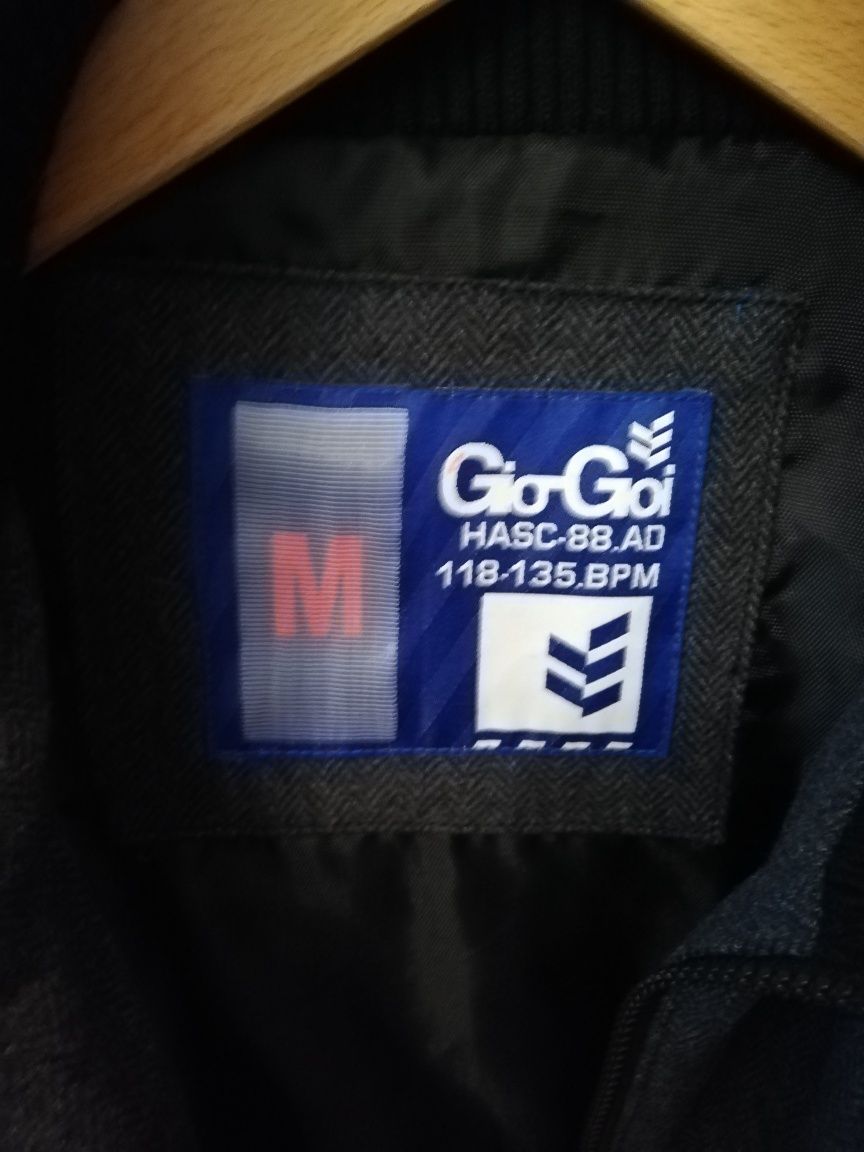 M
Gio-Goi
HASC-88.AD
118-135.BPM